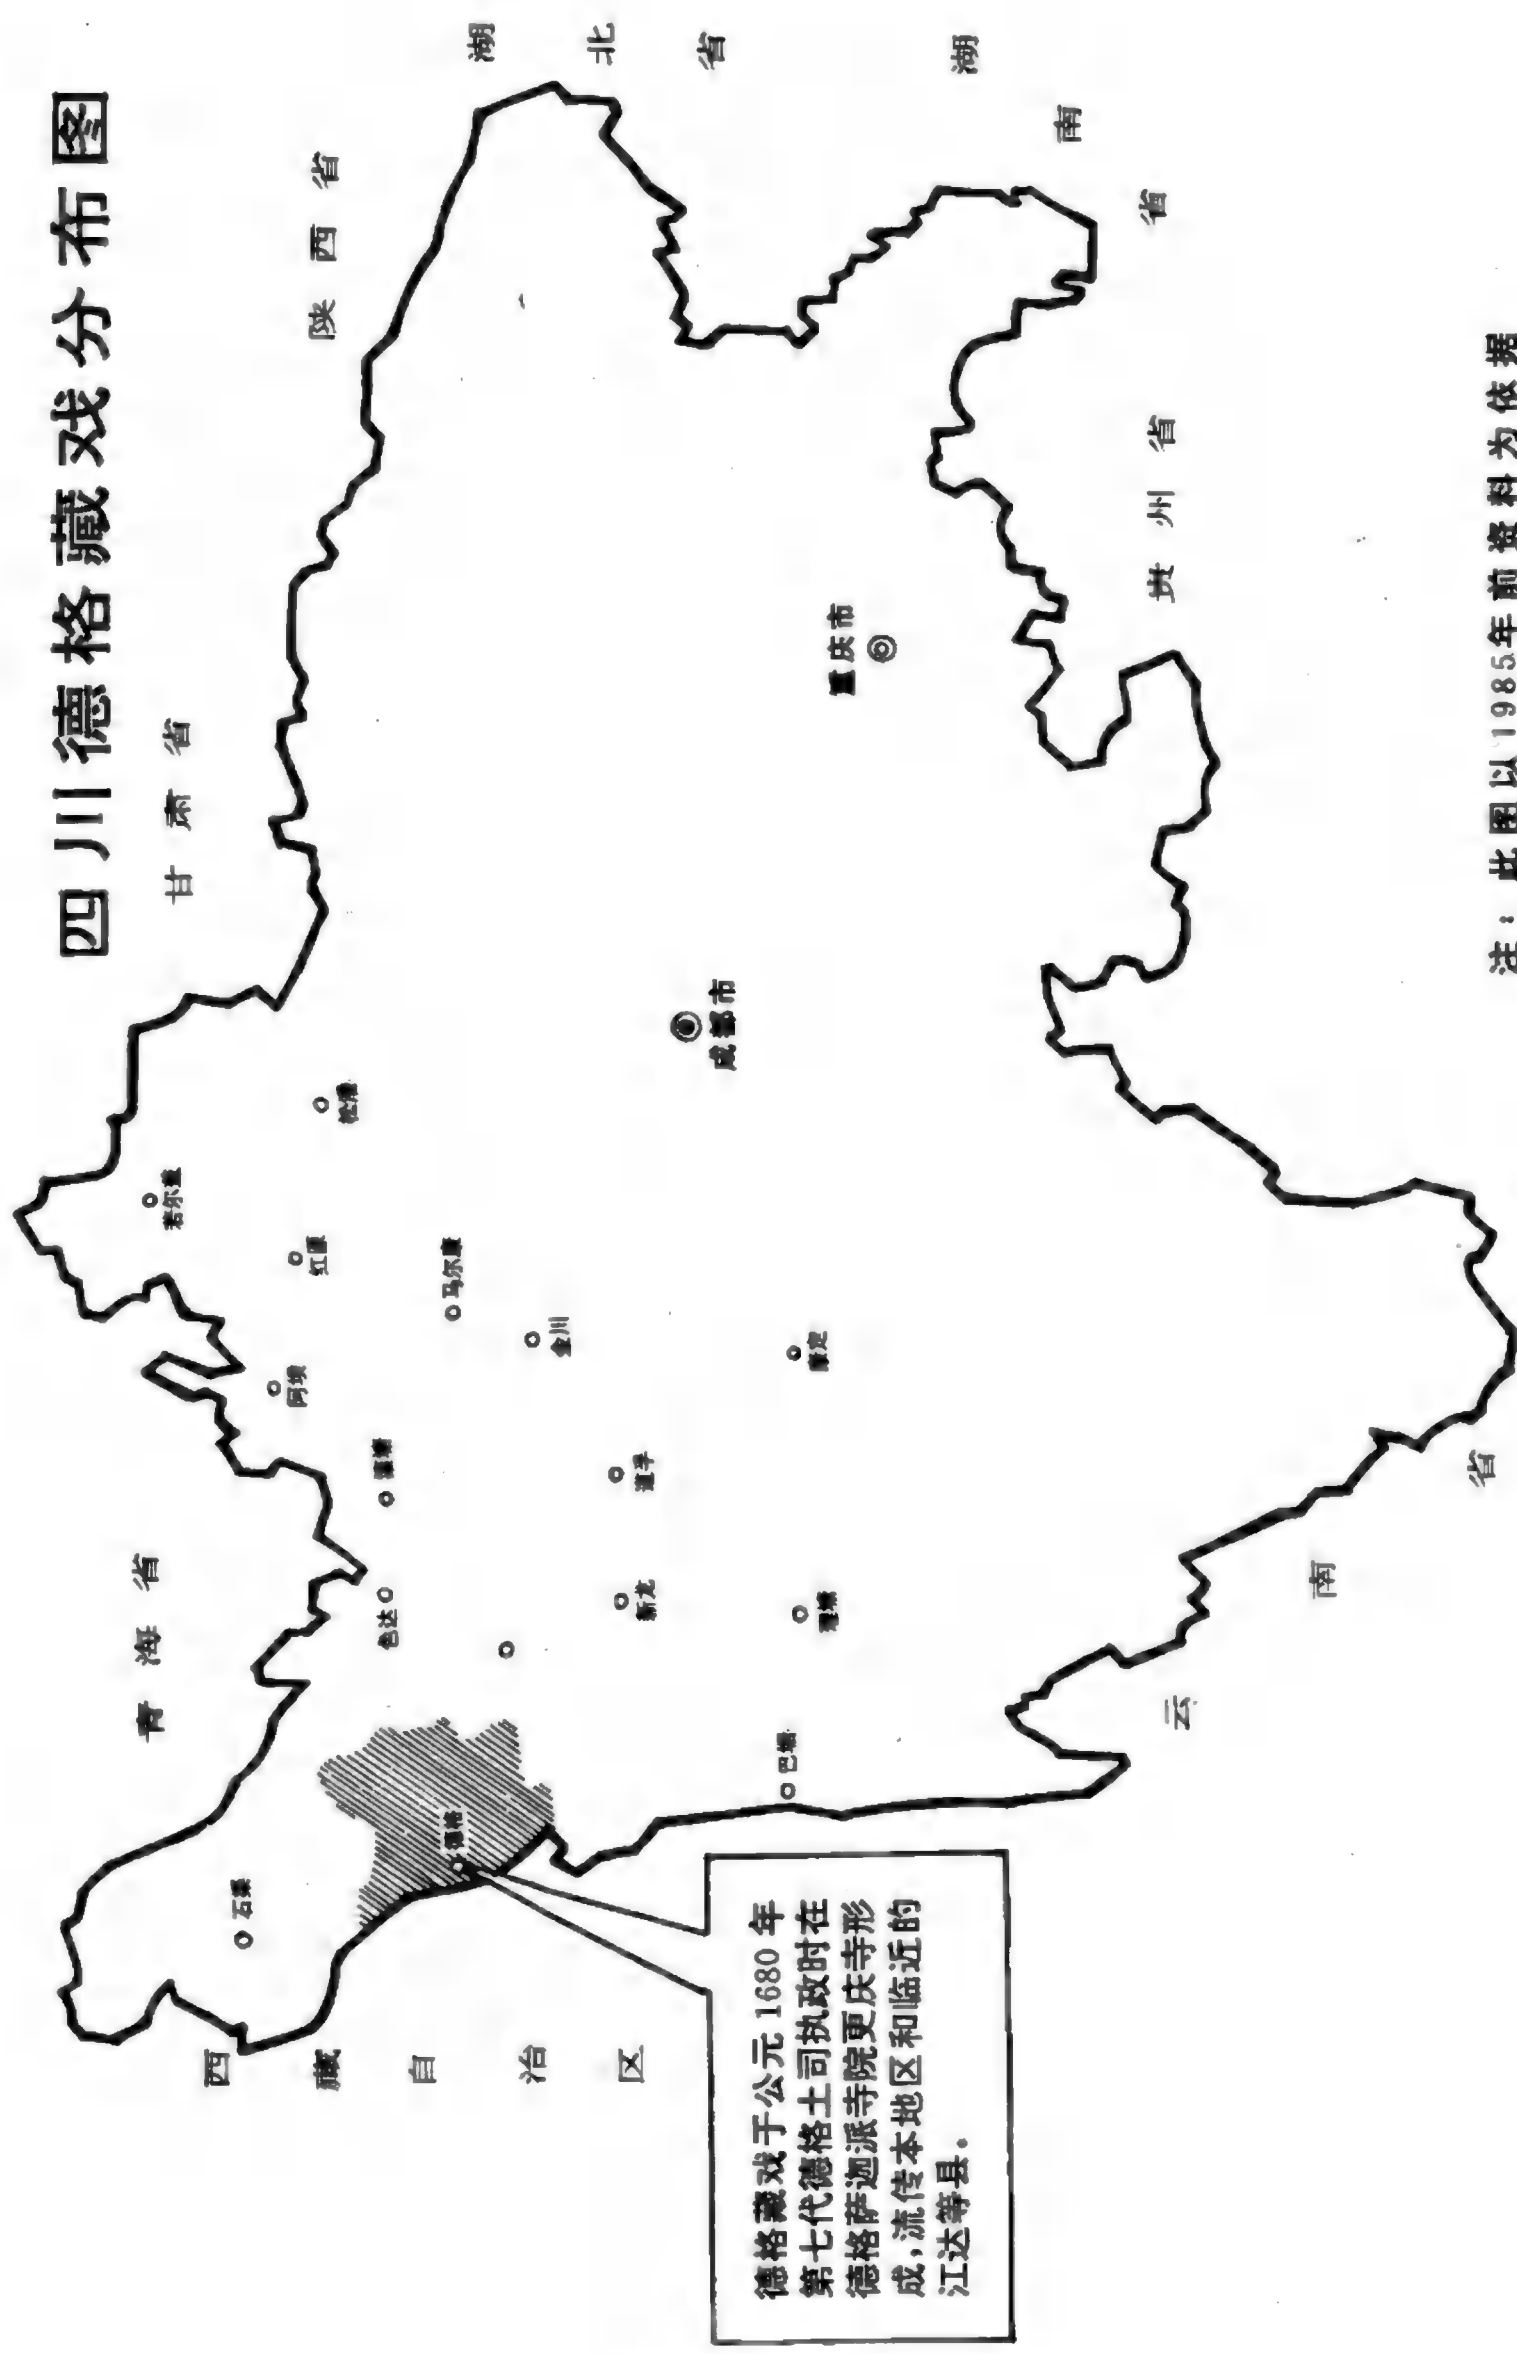 四川德格藏戏分布图
湖北省
湖南省
陕西省
甘肃省
青海省
西藏自治区
云南省
贵州省
重庆市
成都市
松潘
若尔盖
红原
马尔康
金川
阿坝
壤塘
康定
道孚
色达
新龙
理塘
巴塘
德格
石渠
德格藏戏于公元1680年
第七代德格土司执政时在
德格萨迦派寺院更庆寺形
成,流传本地区和临近的
江达等县。
注:此图以1985年前资料为依据